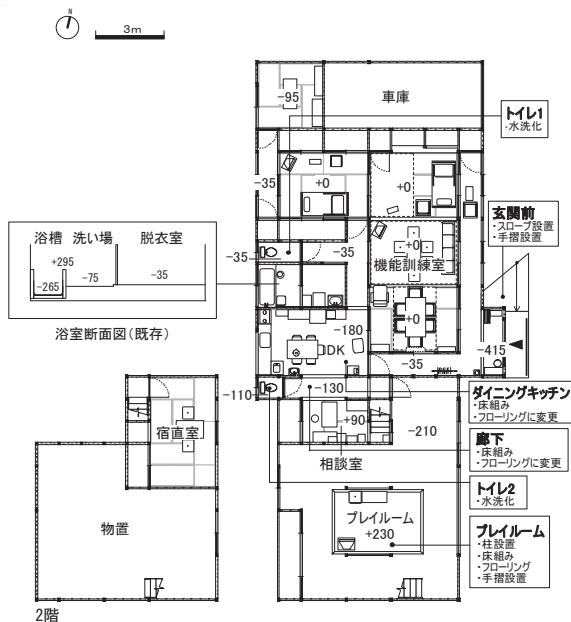 N
3m
-95
車庫
トイレ1
・水洗化
-35
+0
+0
玄関前
・スロープ設置
・手摺設置
浴槽 洗い場 脱衣室
+295
-265
-75
-35
浴室断面図(既存)
-35
-35
+0
機能訓練室
+0
-180
DK
-35
-415
-110
-130
ダイニングキッチン
・床組み
・フローリングに変更
宿直室
+90
-210
相談室
廊下
・床組み
・フローリングに変更
トイレ2
・水洗化
物置
プレイルーム
+230
プレイルーム
・柱設置
・床組み
・フローリング
・手摺設置
2階